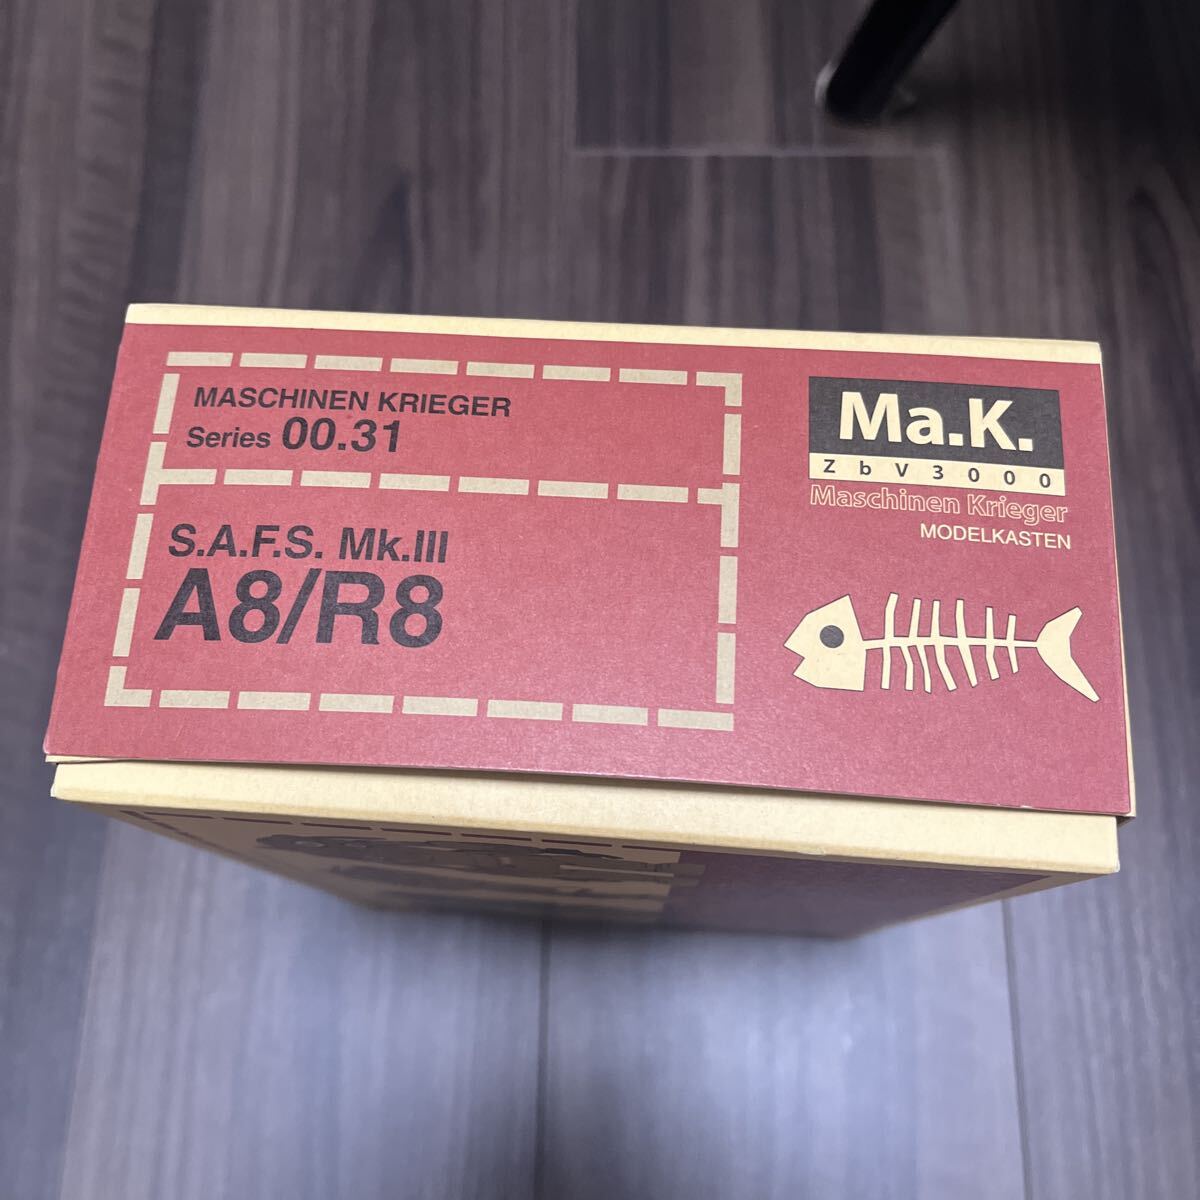 MASCHINEN KRIEGER
Series 00.31
S.A.F.S. Mk.III
A8/R8
Ma.K.
ZbV3000
Maschinen Krieger
MODELKASTEN